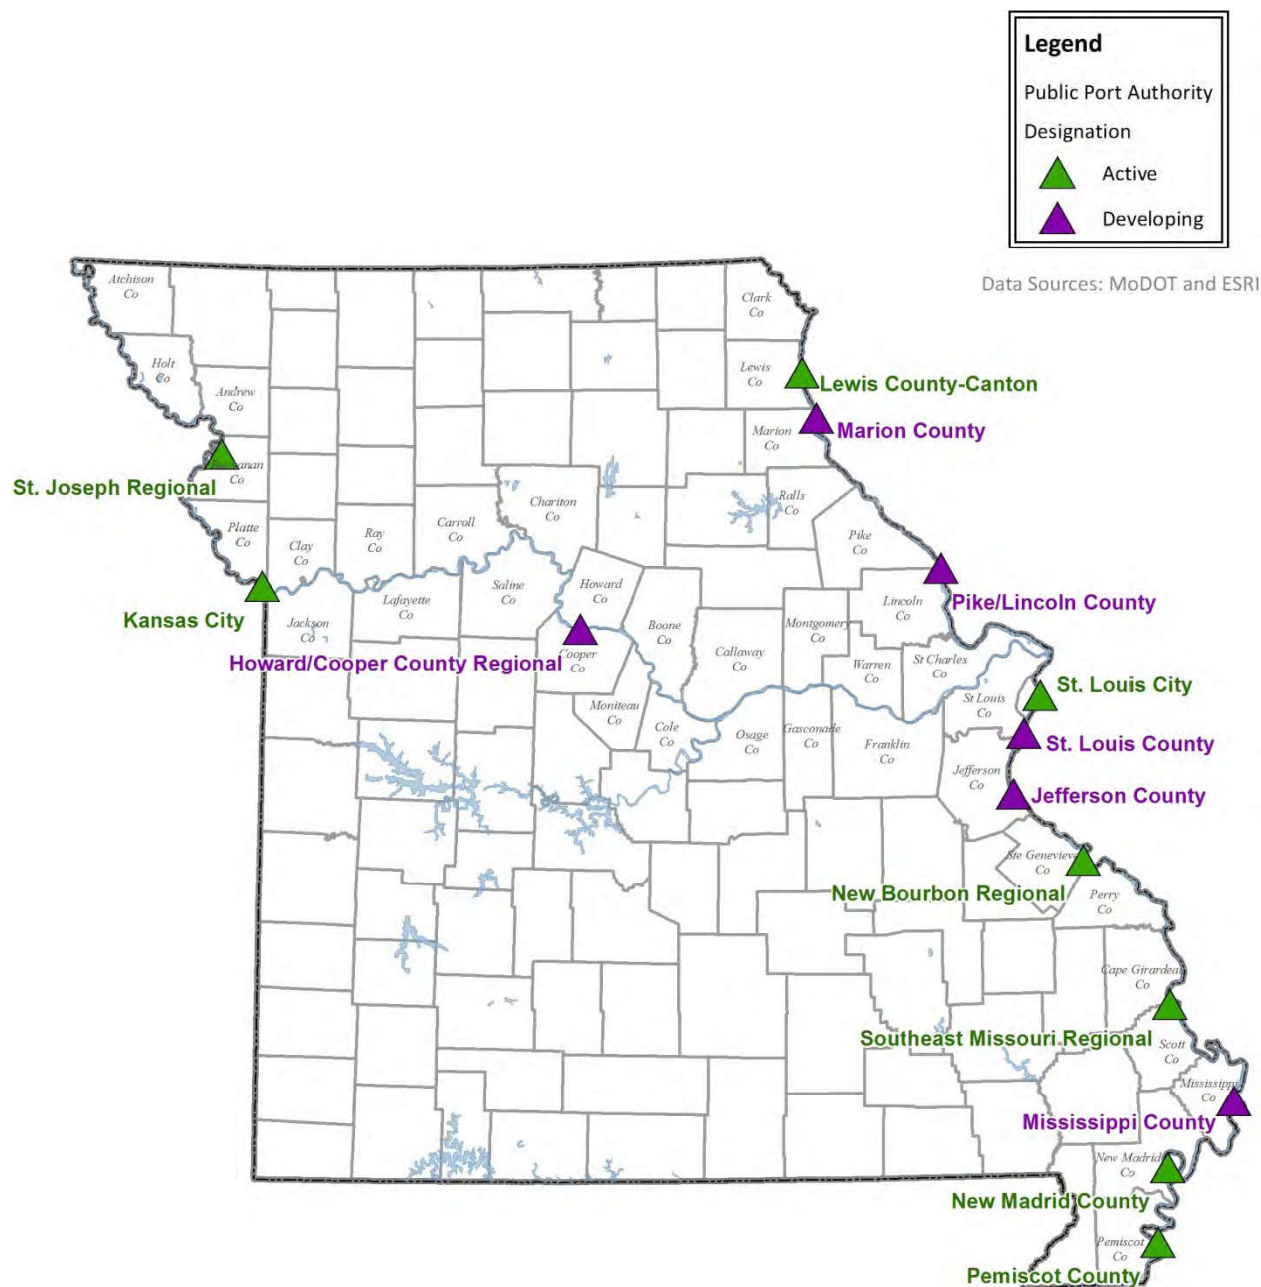 Legend
Public Port Authority
Designation
Active
Developing
Data Sources: MoDOT and ESRI
Atchison
Co
Clark
Co
Holt
Co
Lewis
Co
Lewis County-Canton
Andrew
Co
Marion
Co
Marion County
Co
St. Joseph Regional
Chariton
Co
Ralls
Co
Platte
Co
Clay
Co
Ray
Co
Carroll
Co
Pike
Co
Kansas City
Jackson
Co
Lafayette
Co
Saline
Co
Howard
Co
Boone
Co
Lincoln
Co
Pike/Lincoln County
Montgomery
Co
Callaway
Co
Howard/Cooper County Regional
Cooper
Co
Warren
Co
St Charles
Co
St. Louis City
St Louis
Co
Moniteau
Co
Cole
Co
Osage
Co
Gasconade
Co
Franklin
Co
St. Louis County
Jefferson
Co
Jefferson County
Ste Genevieve
Co
New Bourbon Regional
Perry
Co
Cape Girardeau
Co
Southeast Missouri Regional
Scott
Co
Mississippi
Co
Mississippi County
New Madrid
Co
New Madrid County
Pemiscot
Co
Pemiscot County